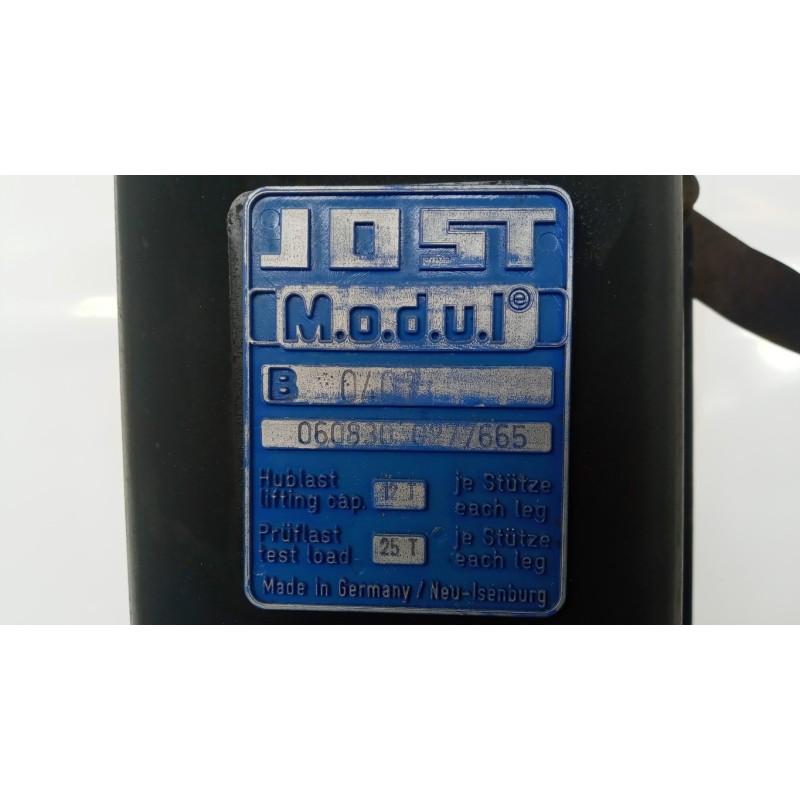 JOST
M.o.d.u.l e
B
Hublast je Stütze
lifting cap. 12 T each leg
Prüflast je Stütze
test load 25 T each leg
Made in Germany / Neu-Isenburg